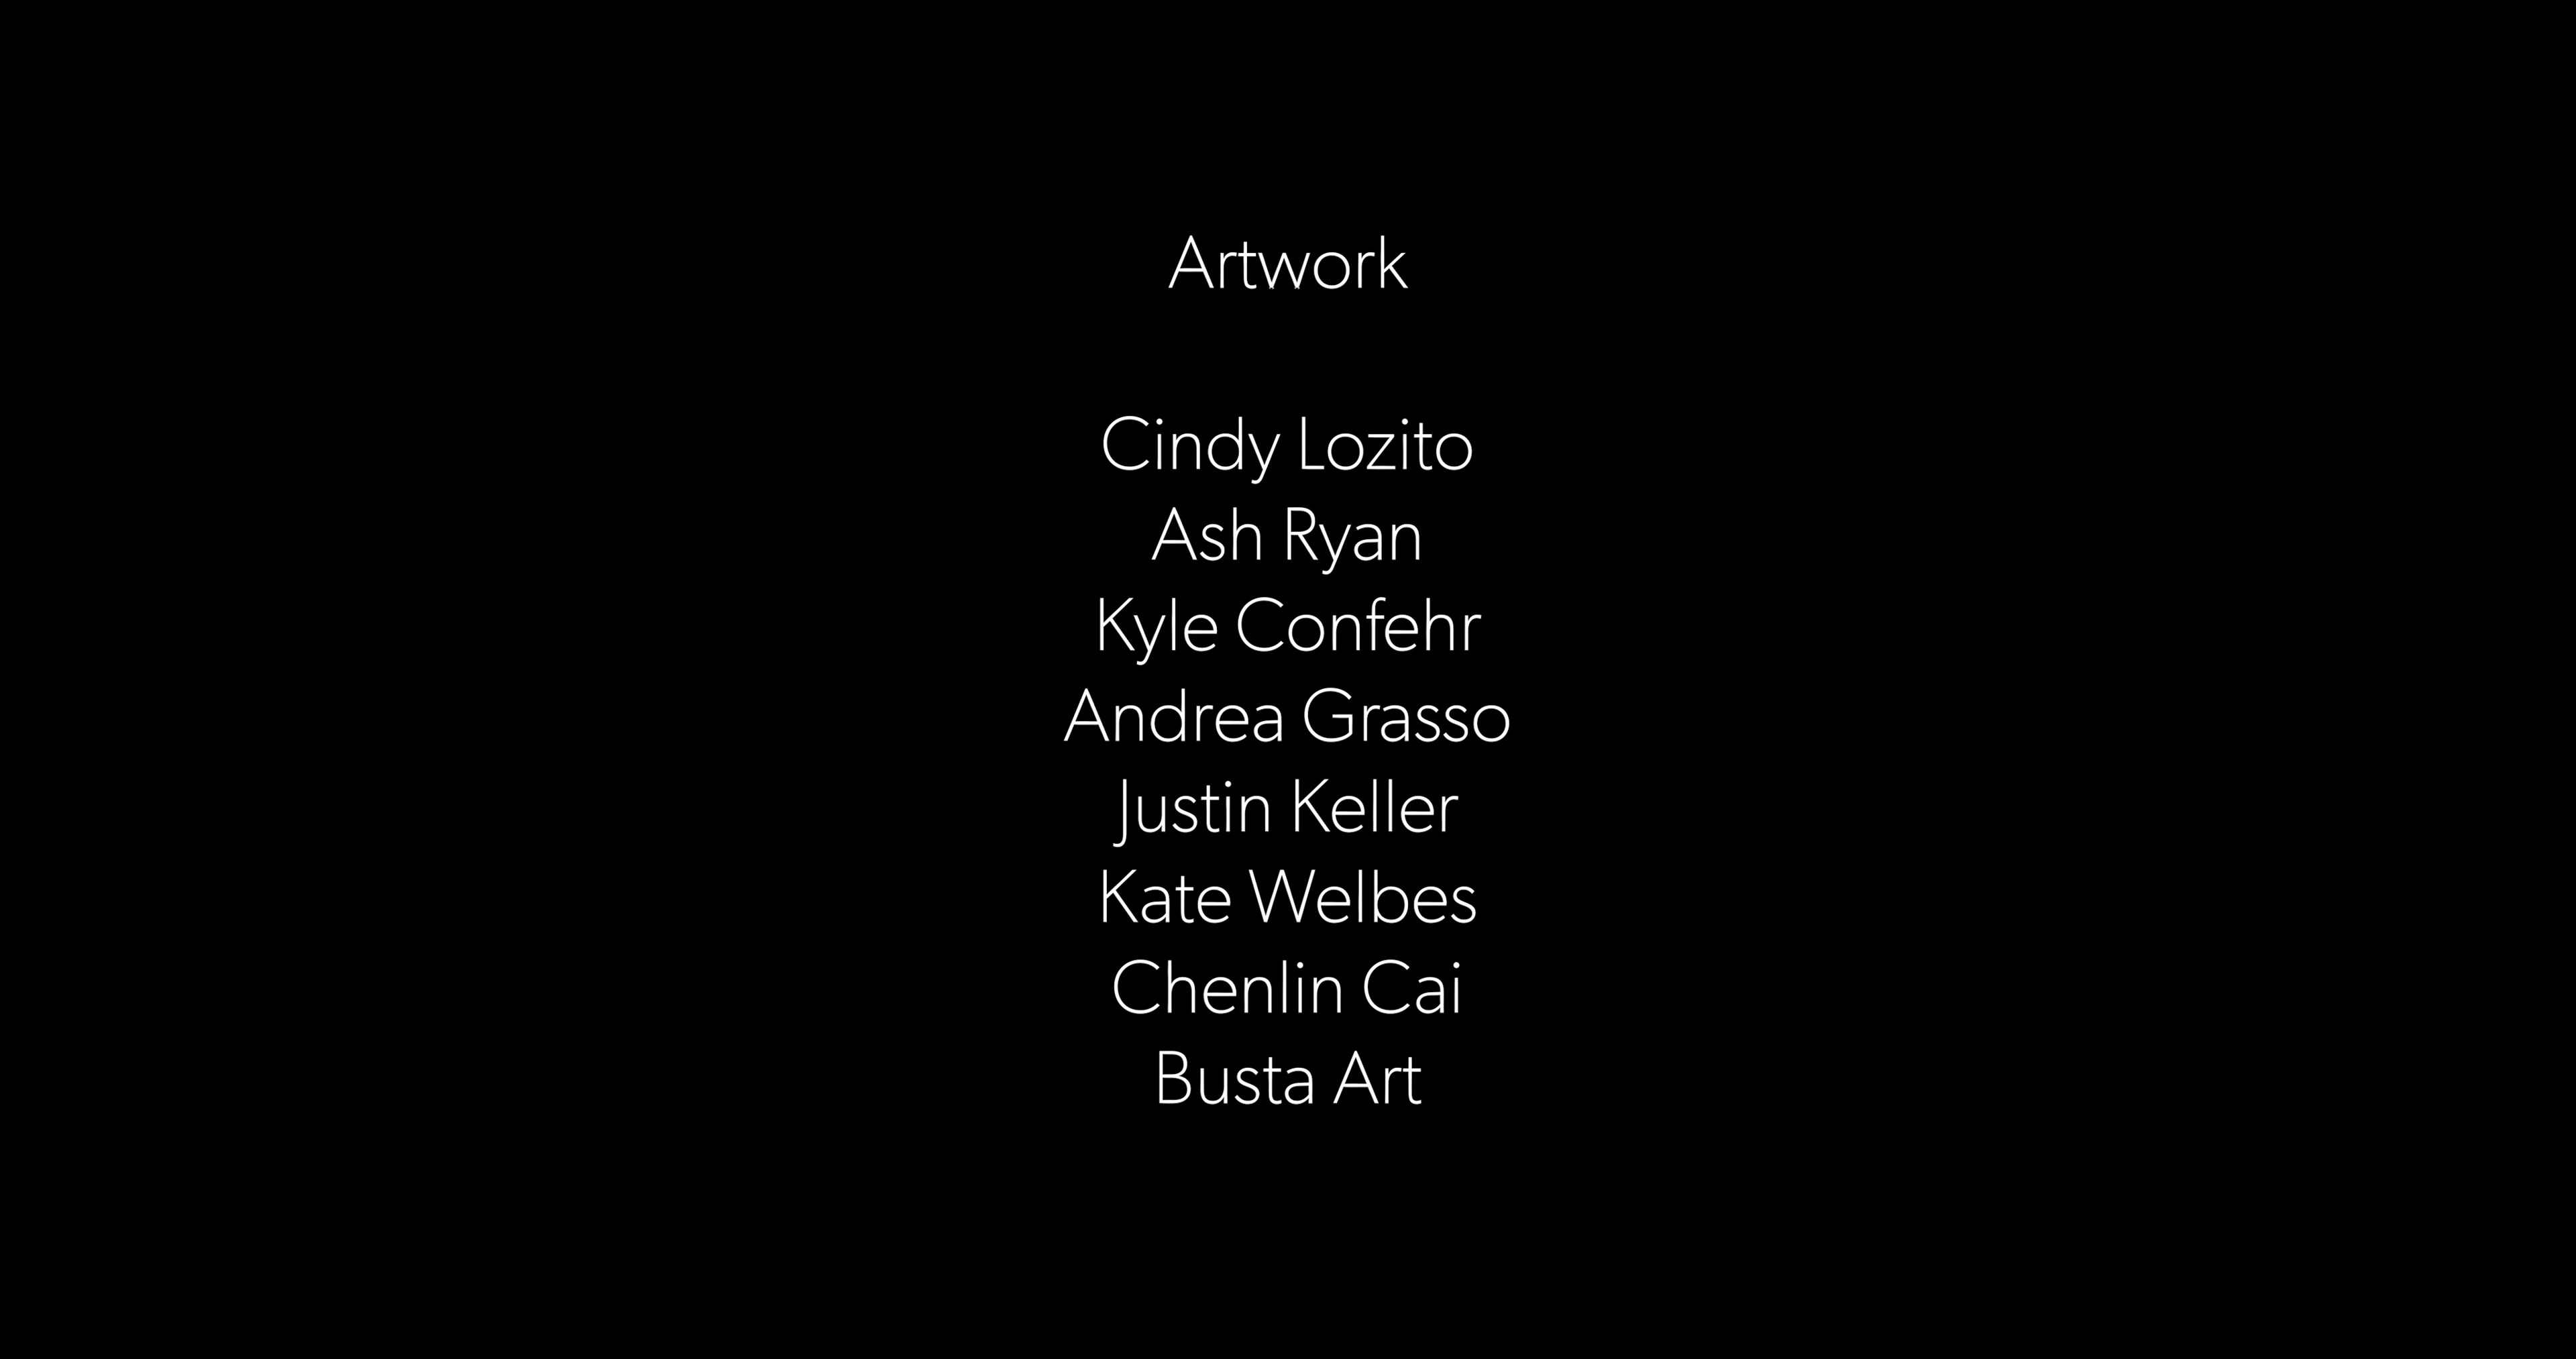 Artwork
Cindy Lozito
Ash Ryan
Kyle Confehr
Andrea Grasso
Justin Keller
Kate Welbes
Chenlin Cai
Busta Art